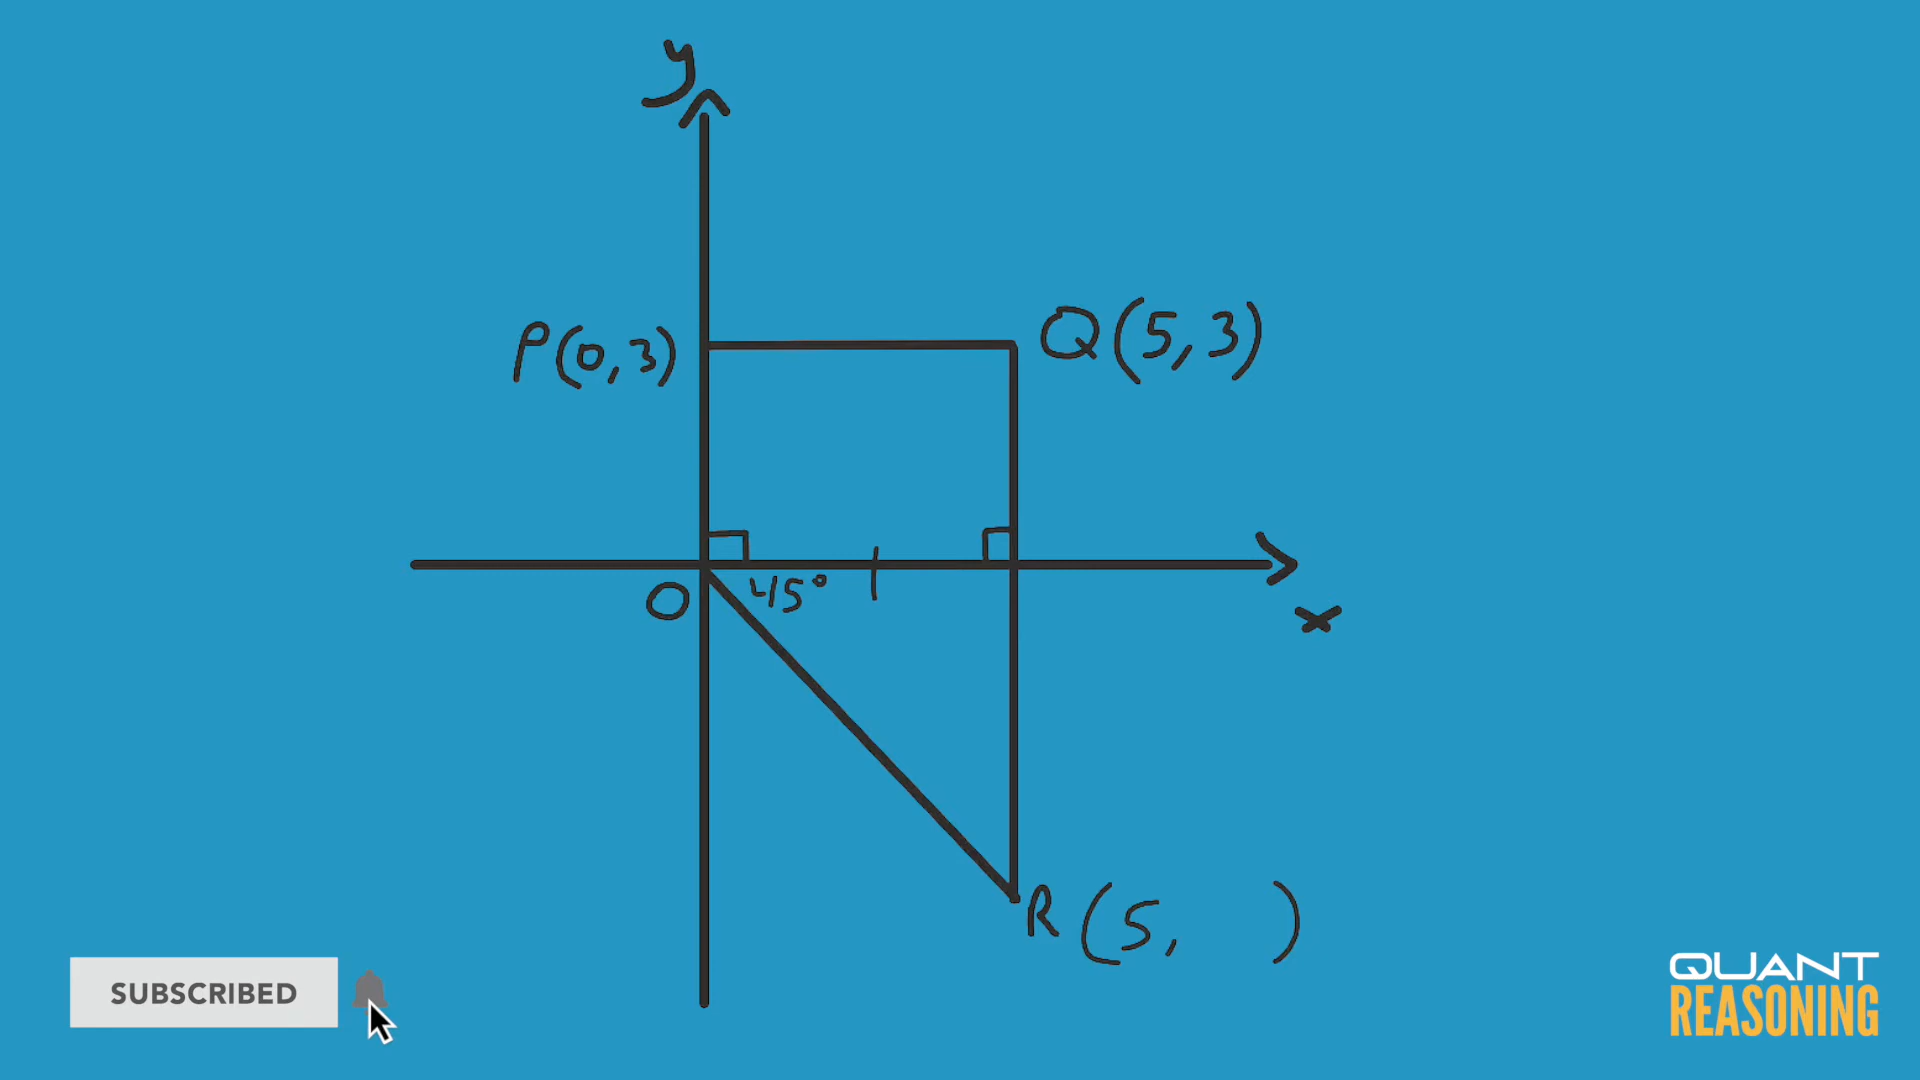 y
P(0,3)
Q(5,3)
O
45°
x
R(5, )
SUBSCRIBED
QUANT
REASONING